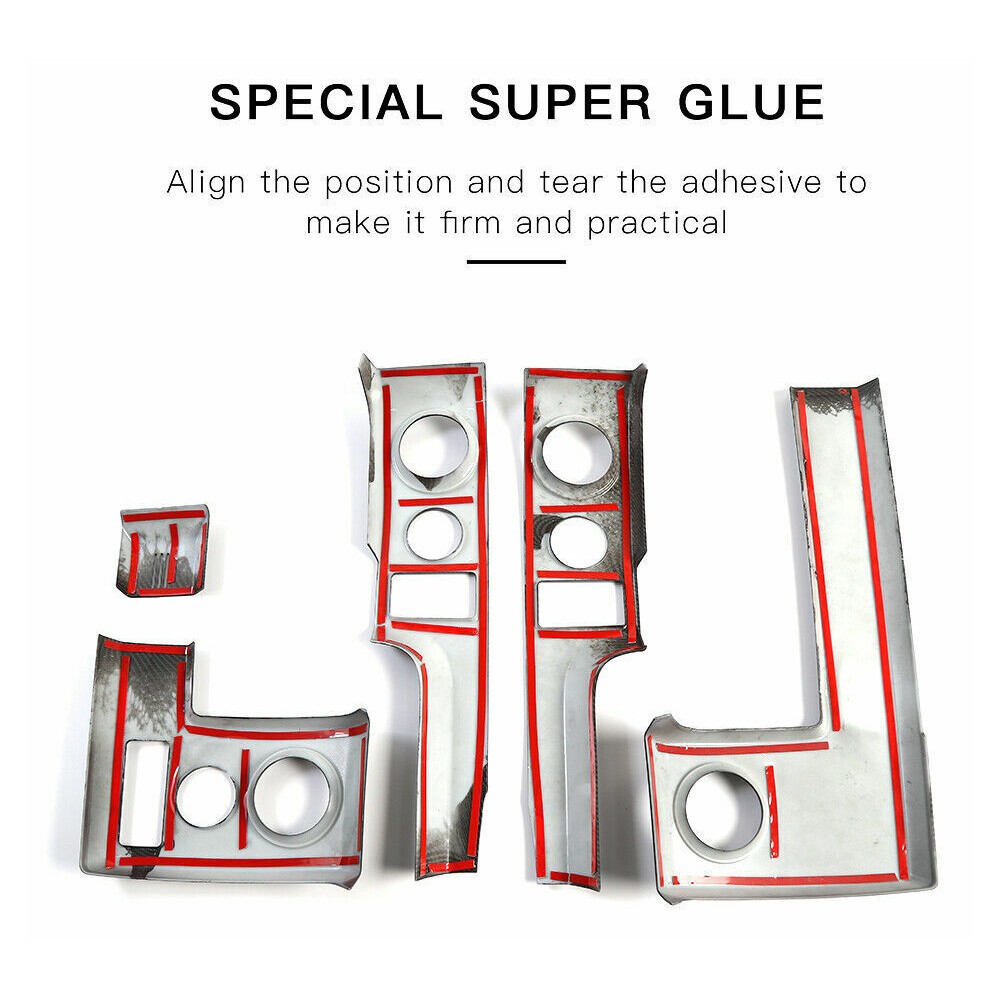 SPECIAL SUPER GLUE
Align the position and tear the adhesive to
make it firm and practical